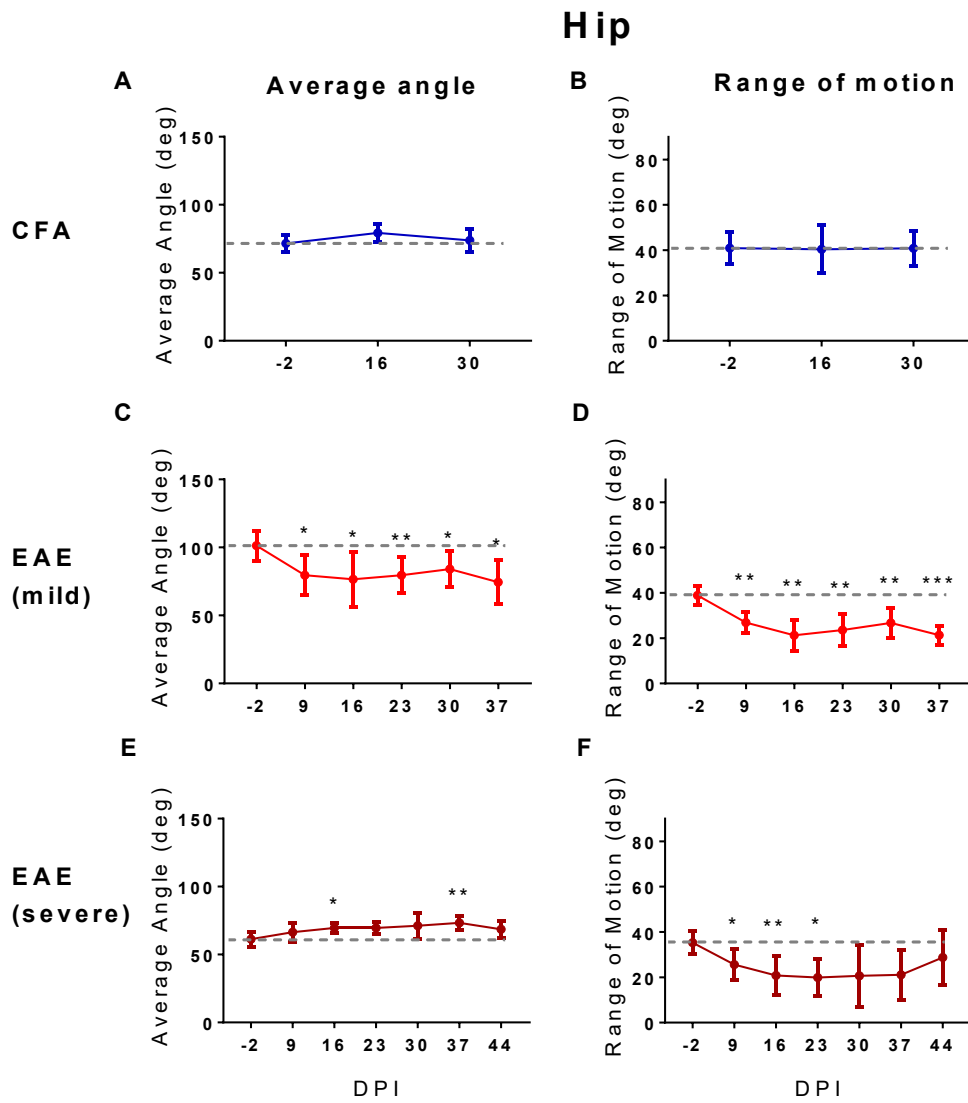 Hip
A
Average angle
B
Range of motion
CFA
Average Angle (deg)
150
100
50
0
-2 16 30
Range of Motion (deg)
80
60
40
20
0
-2 16 30
C
D
EAE
(mild)
Average Angle (deg)
150
100
50
0
* * ** * *
-2 9 16 23 30 37
Range of Motion (deg)
80
60
40
20
0
** ** ** ** ***
-2 9 16 23 30 37
E
F
EAE
(severe)
Average Angle (deg)
150
100
50
0
* **
-2 9 16 23 30 37 44
DPI
Range of Motion (deg)
80
60
40
20
0
* ** *
-2 9 16 23 30 37 44
DPI